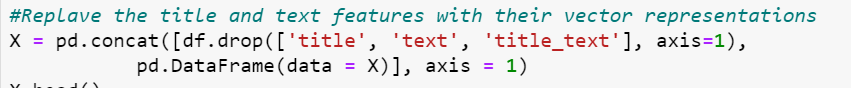 #Replave the title and text features with their vector representations
X = pd.concat([df.drop(['title', 'text', 'title_text'], axis=1),
pd.DataFrame(data = X)], axis = 1)
X.head()